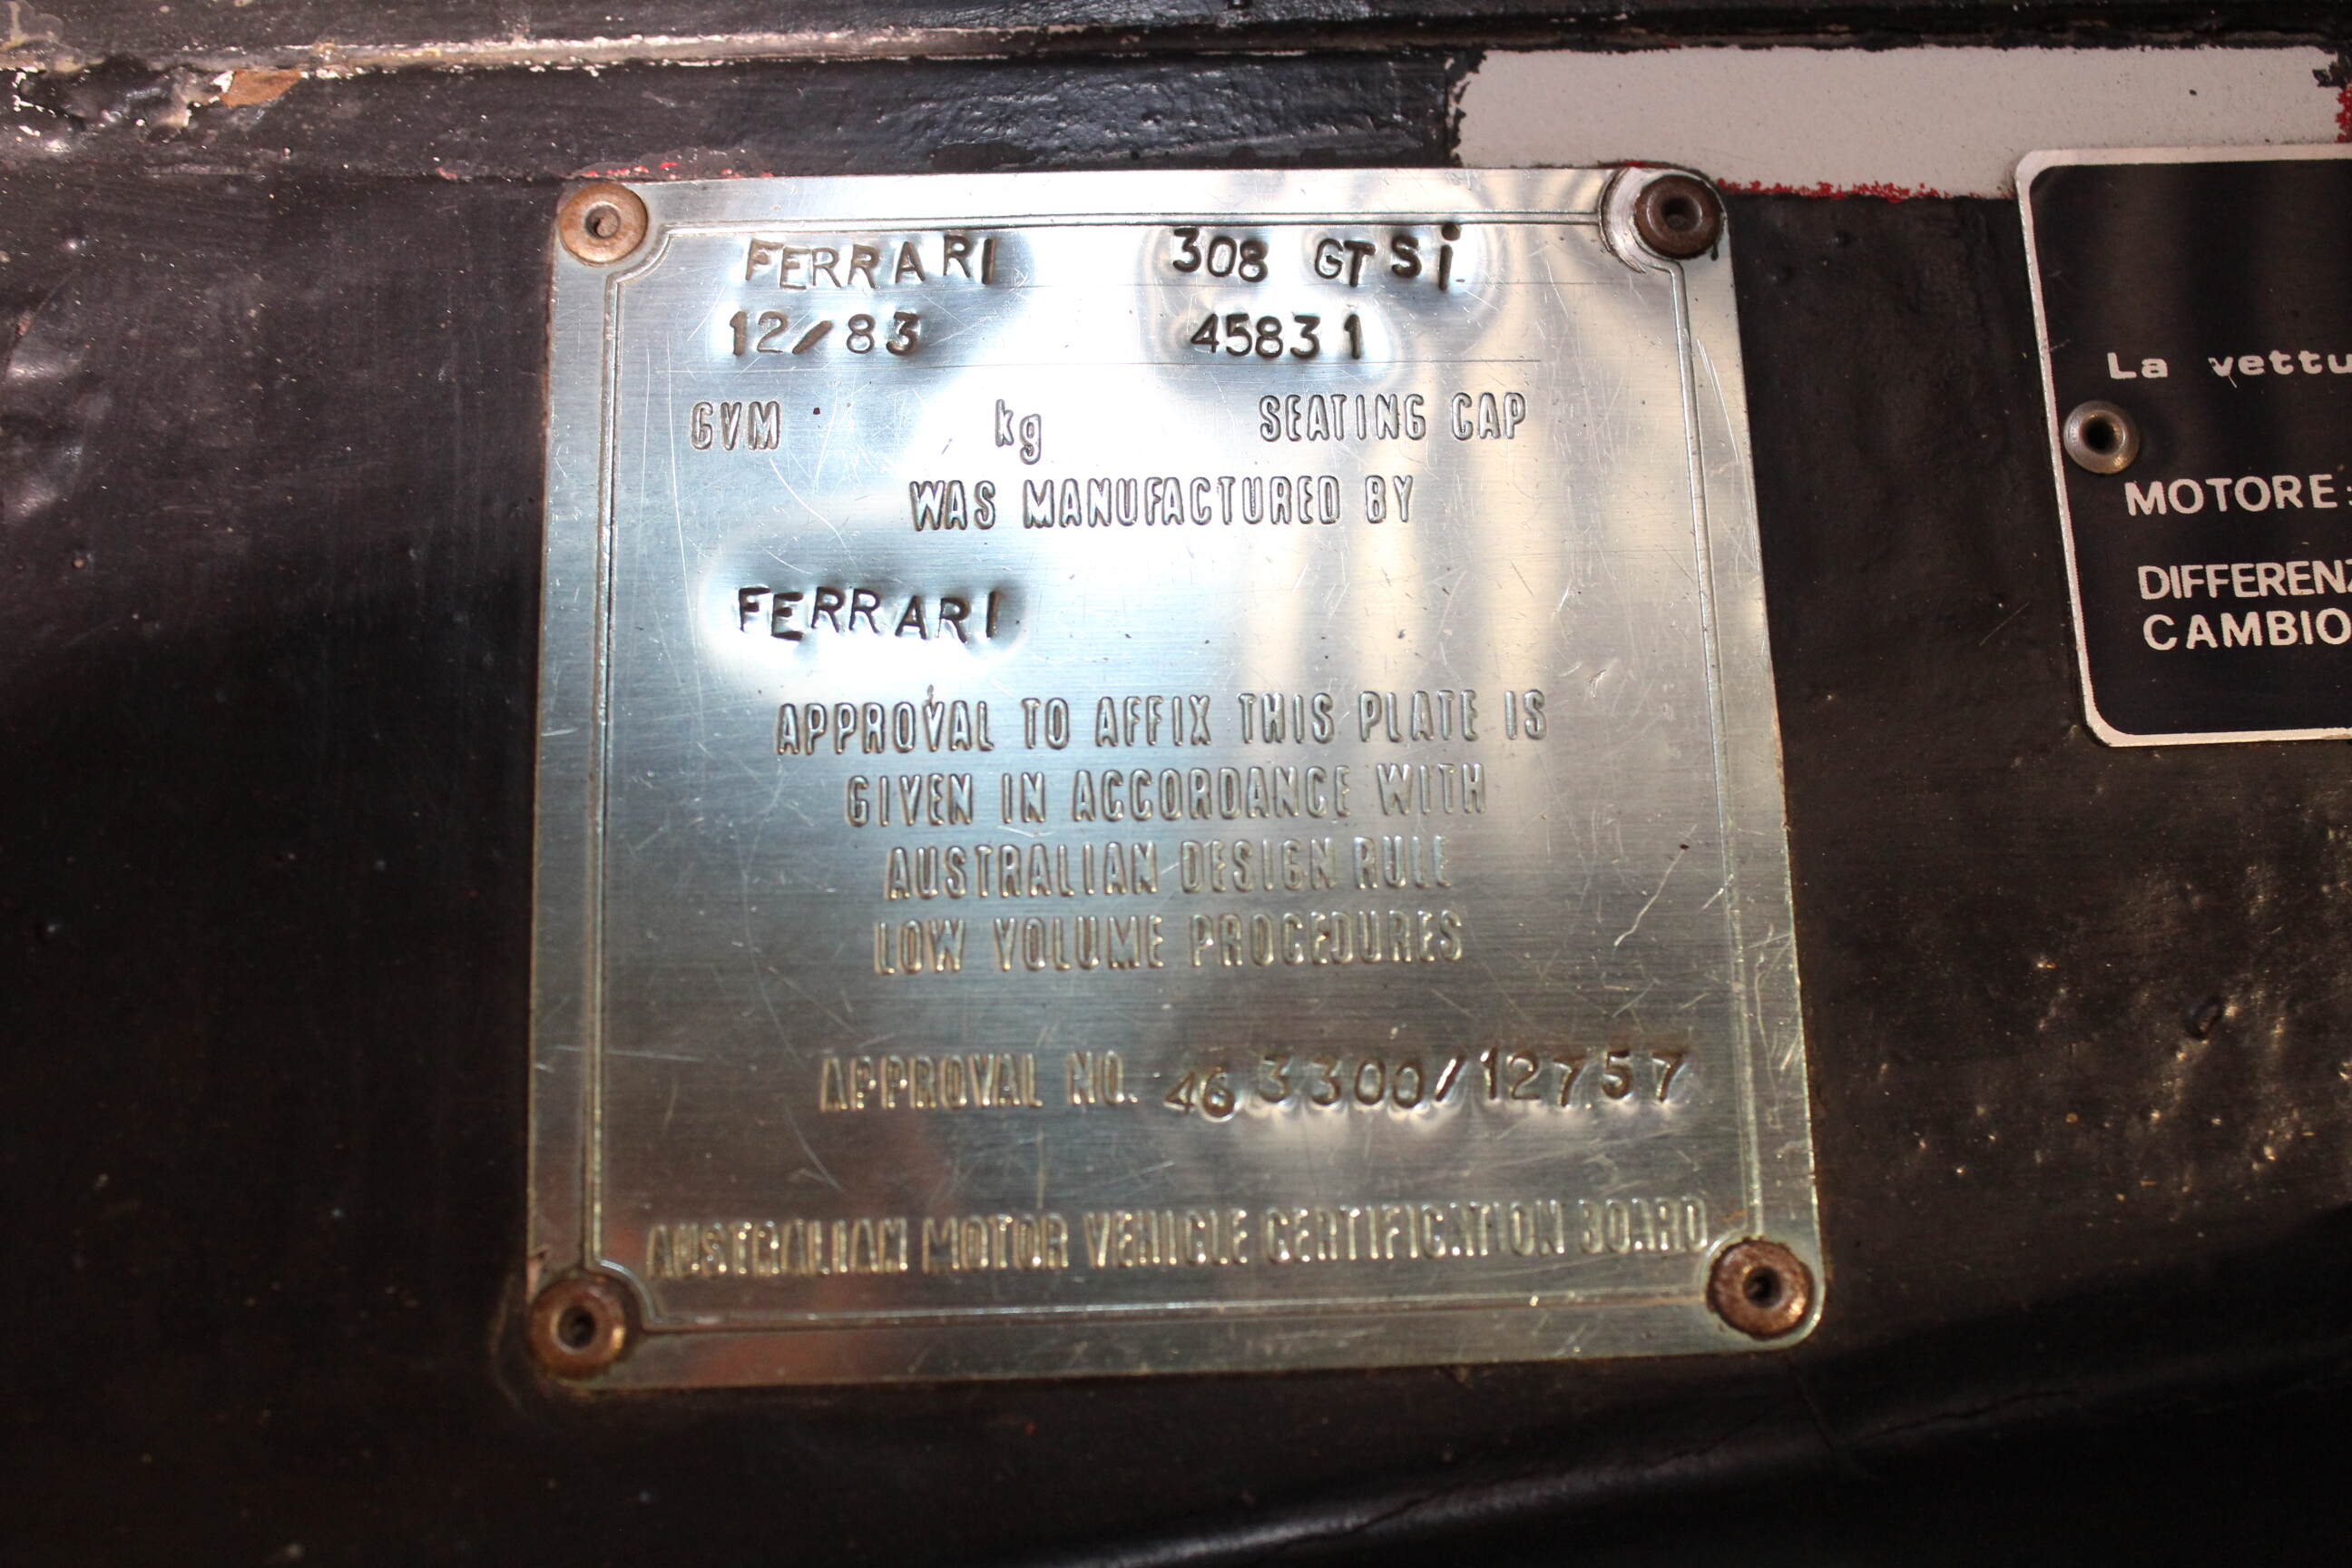 FERRARI 308 GTSi
12/83 45831
GVM kg SEATING CAP
WAS MANUFACTURED BY
FERRARI
APPROVAL TO AFFIX THIS PLATE IS
GIVEN IN ACCORDANCE WITH
AUSTRALIAN DESIGN RULE
LOW VOLUME PROCEDURES
APPROVAL NO. 463300/12757
AUSTRALIAN MOTOR VEHICLE CERTIFICATION BOARD
La vettu
MOTORE:
DIFFERENZ
CAMBIO